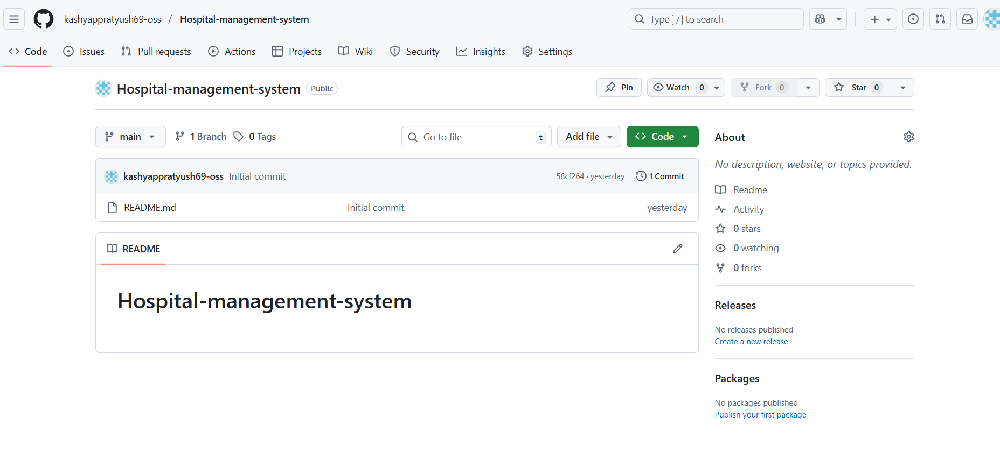 kashyappratyush69-oss / Hospital-management-system Type / to search
Code Issues Pull requests Actions Projects Wiki Security Insights Settings
Hospital-management-system Public Pin Watch 0 Fork 0 Star 0
main 1 Branch 0 Tags Go to file t Add file Code
kashyappratyush69-oss Initial commit 58cf264 · yesterday 1 Commit
README.md Initial commit yesterday
README
Hospital-management-system
About
No description, website, or topics provided.
Readme
Activity
0 stars
0 watching
0 forks
Releases
No releases published
Create a new release
Packages
No packages published
Publish your first package